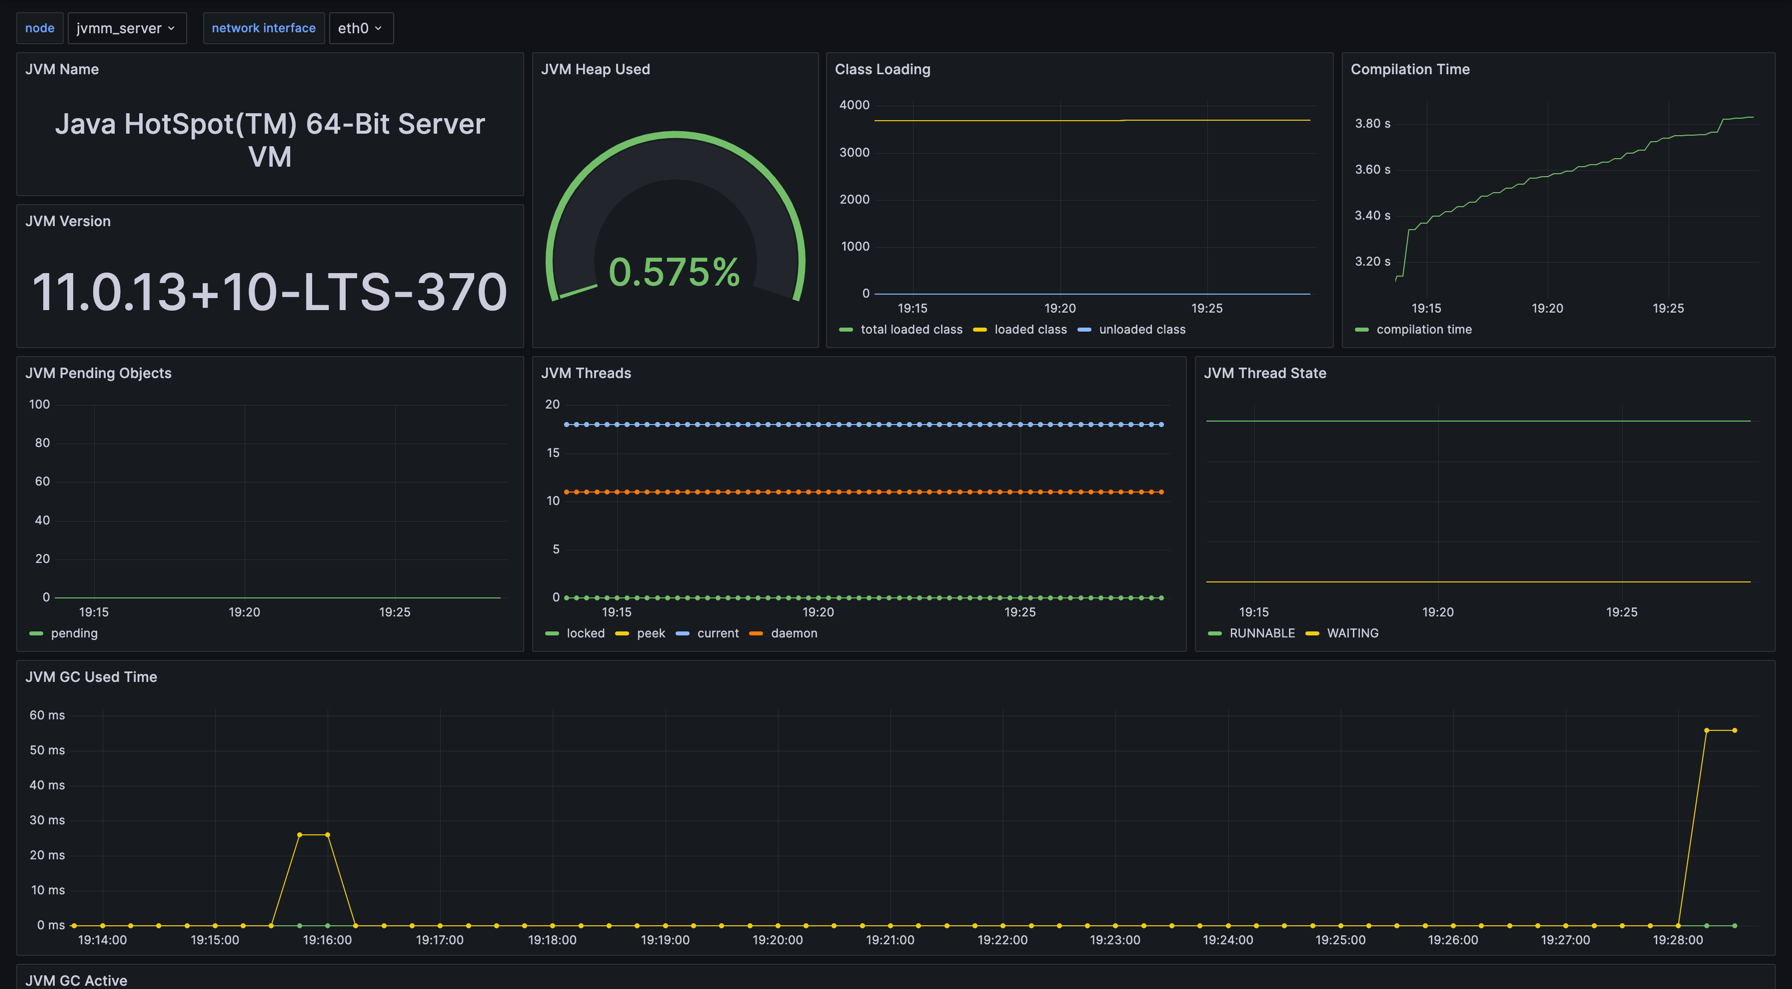 node jvmm_server network interface eth0
JVM Name
Java HotSpot(TM) 64-Bit Server
VM
JVM Version
11.0.13+10-LTS-370
JVM Heap Used
0.575%
Class Loading
4000
3000
2000
1000
0
19:15 19:20 19:25
total loaded class loaded class unloaded class
Compilation Time
3.80 s
3.60 s
3.40 s
3.20 s
19:15 19:20 19:25
compilation time
JVM Pending Objects
100
80
60
40
20
0
19:15 19:20 19:25
pending
JVM Threads
20
15
10
5
0
19:15 19:20 19:25
locked peek current daemon
JVM Thread State
19:15 19:20 19:25
RUNNABLE WAITING
JVM GC Used Time
60 ms
50 ms
40 ms
30 ms
20 ms
10 ms
0 ms
19:14:00 19:15:00 19:16:00 19:17:00 19:18:00 19:19:00 19:20:00 19:21:00 19:22:00 19:23:00 19:24:00 19:25:00 19:26:00 19:27:00 19:28:00
JVM GC Active